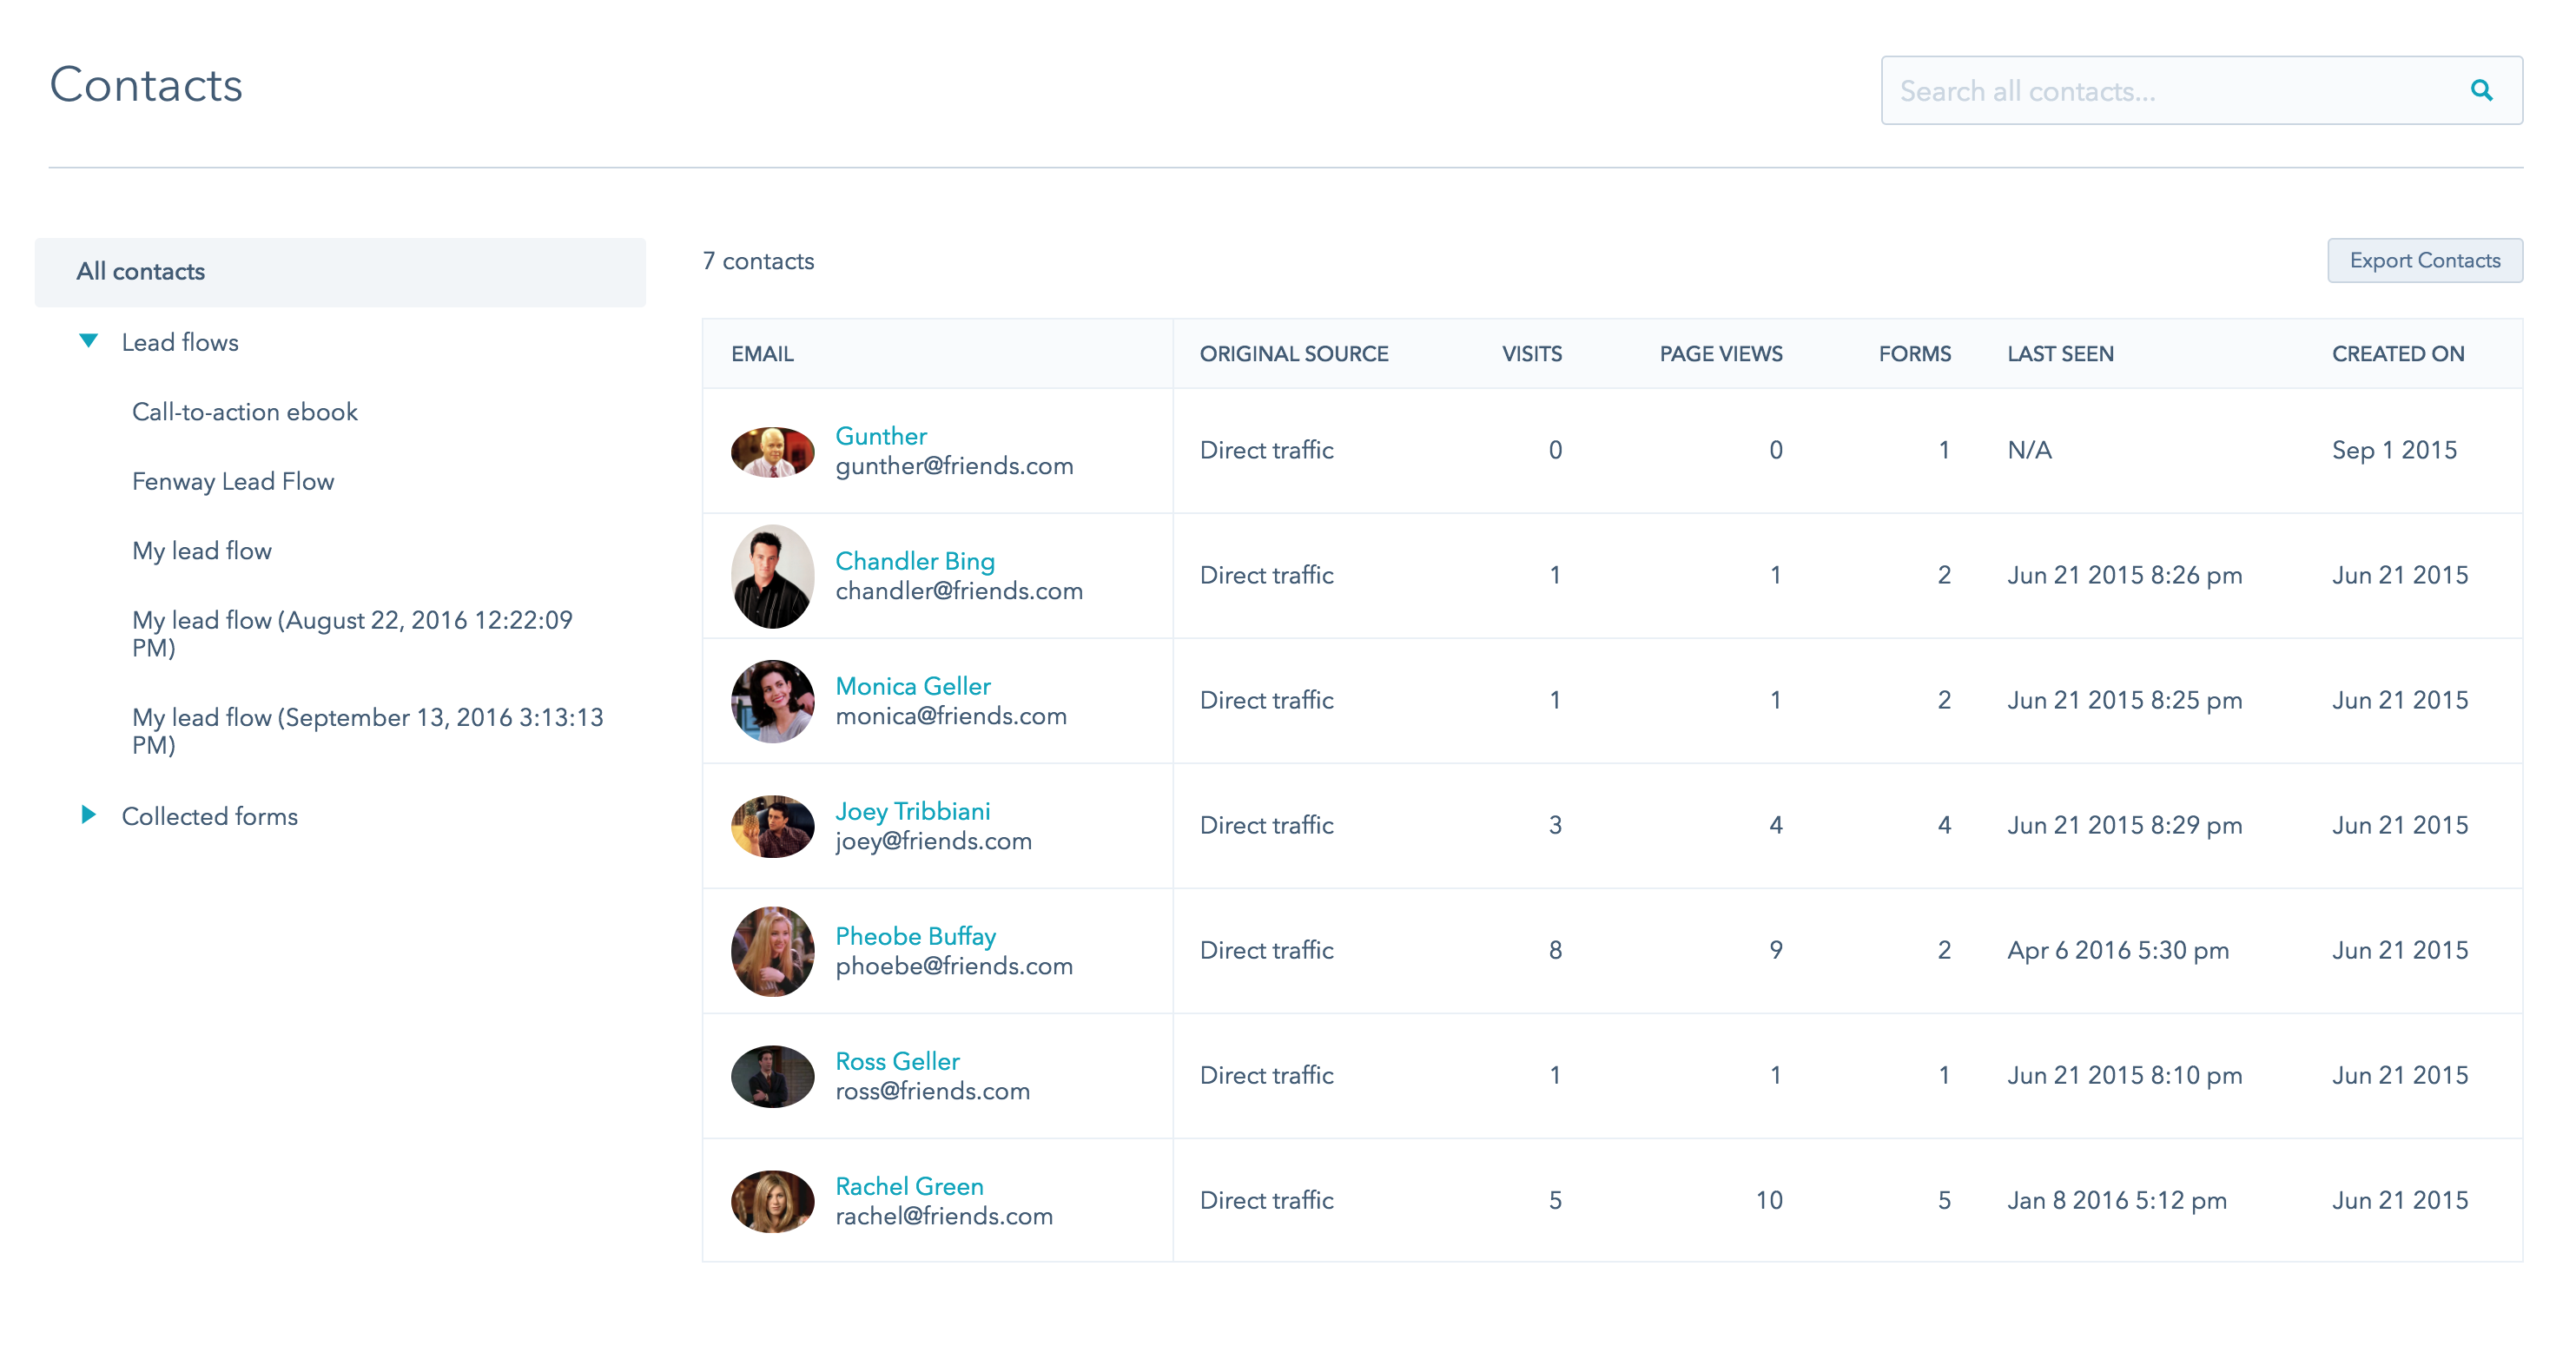 Contacts
Search all contacts...
All contacts
Lead flows
Call-to-action ebook
Fenway Lead Flow
My lead flow
My lead flow (August 22, 2016 12:22:09
PM)
My lead flow (September 13, 2016 3:13:13
PM)
Collected forms
7 contacts
Export Contacts
EMAIL ORIGINAL SOURCE VISITS PAGE VIEWS FORMS LAST SEEN CREATED ON
Gunther
gunther@friends.com
Direct traffic 0 0 1 N/A Sep 1 2015
Chandler Bing
chandler@friends.com
Direct traffic 1 1 2 Jun 21 2015 8:26 pm Jun 21 2015
Monica Geller
monica@friends.com
Direct traffic 1 1 2 Jun 21 2015 8:25 pm Jun 21 2015
Joey Tribbiani
joey@friends.com
Direct traffic 3 4 4 Jun 21 2015 8:29 pm Jun 21 2015
Pheobe Buffay
phoebe@friends.com
Direct traffic 8 9 2 Apr 6 2016 5:30 pm Jun 21 2015
Ross Geller
ross@friends.com
Direct traffic 1 1 1 Jun 21 2015 8:10 pm Jun 21 2015
Rachel Green
rachel@friends.com
Direct traffic 5 10 5 Jan 8 2016 5:12 pm Jun 21 2015